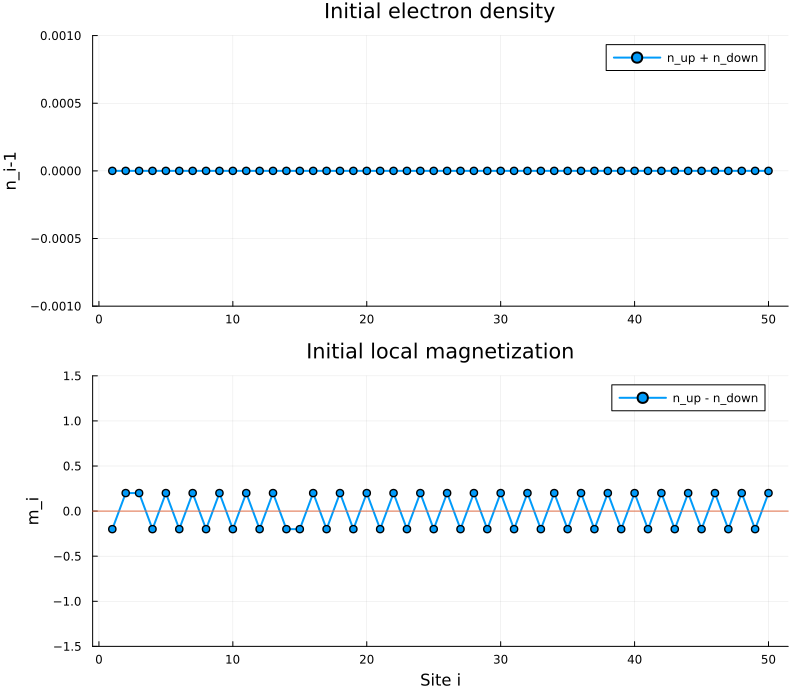 Initial electron density
n_i-1
0.0010
0.0005
0.0000
−0.0005
−0.0010
n_up + n_down
0 10 20 30 40 50
Initial local magnetization
m_i
1.5
1.0
0.5
0.0
−0.5
−1.0
−1.5
n_up - n_down
0 10 20 30 40 50
Site i